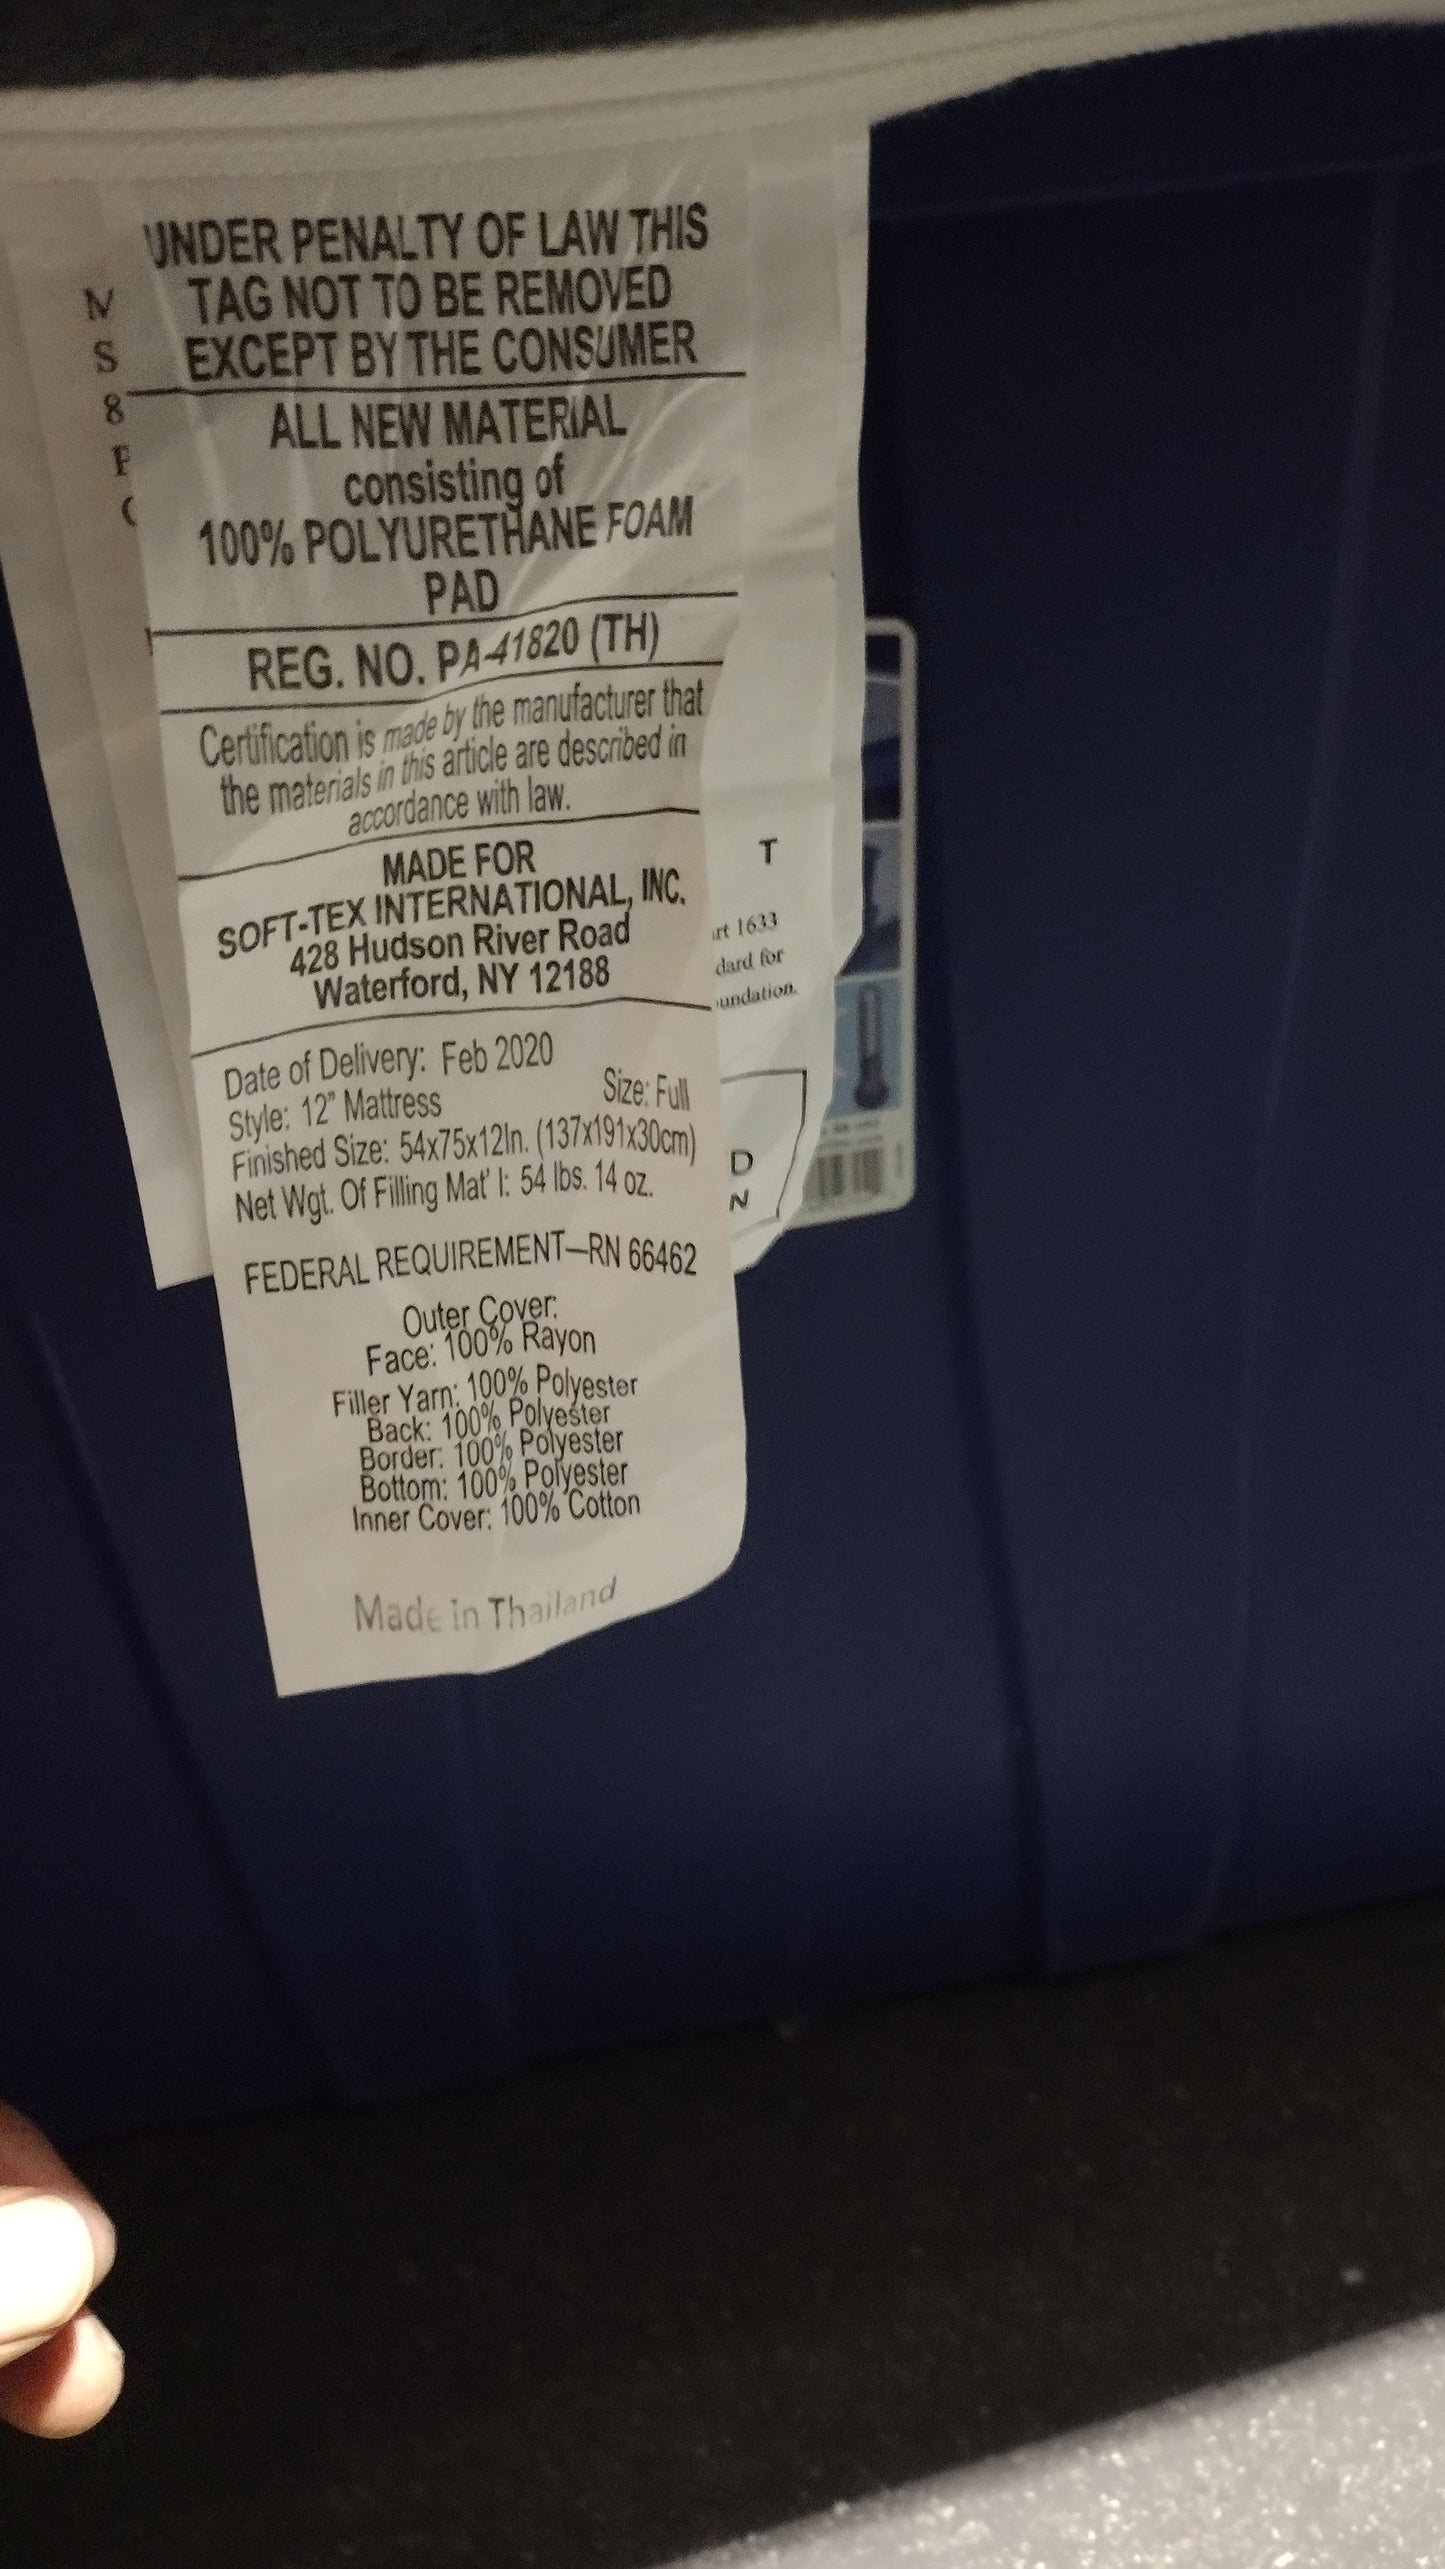 UNDER PENALTY OF LAW THIS
TAG NOT TO BE REMOVED
EXCEPT BY THE CONSUMER
ALL NEW MATERIAL
consisting of
100% POLYURETHANE FOAM
PAD
REG. NO. PA-41820 (TH)
Certification is made by the manufacturer that
the materials in this article are described in
accordance with law.
MADE FOR
SOFT-TEX INTERNATIONAL, INC.
428 Hudson River Road
Waterford, NY 12188
Date of Delivery: Feb 2020
Style: 12" Mattress Size: Full
Finished Size: 54x75x12In. (137x191x30cm)
Net Wgt. Of Filling Mat' l: 54 lbs. 14 oz.
FEDERAL REQUIREMENT—RN 66462
Outer Cover:
Face: 100% Rayon
Filler Yarn: 100% Polyester
Back: 100% Polyester
Border: 100% Polyester
Bottom: 100% Polyester
Inner Cover: 100% Cotton
Made in Thailand
M
S
8
T
1633
for
D
N